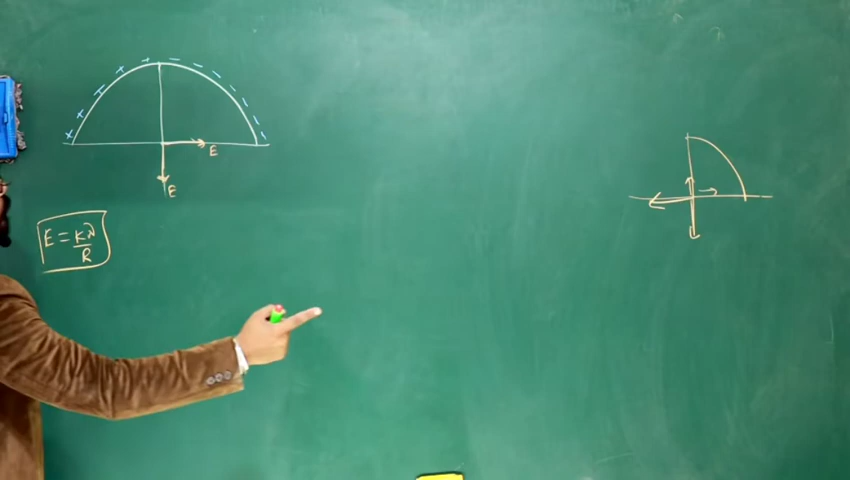 + + + + + - - - - - - -
E
E
E = Kλ/R